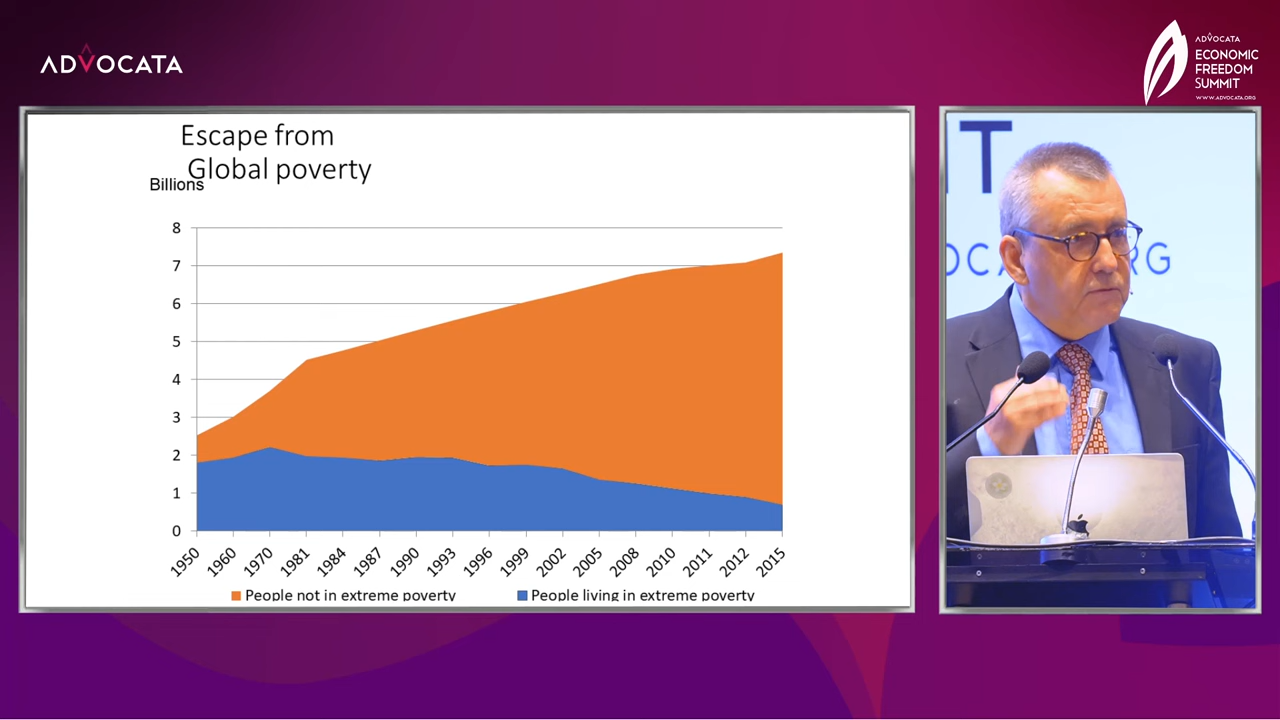 ADVOCATA
ADVOCATA
ECONOMIC
FREEDOM
SUMMIT
WWW.ADVOCATA.ORG
Escape from
Global poverty
Billions
8
7
6
5
4
3
2
1
0
1950 1960 1970 1981 1984 1987 1990 1993 1996 1999 2002 2005 2008 2010 2011 2012 2015
People not in extreme poverty People living in extreme poverty
T
OCA RG